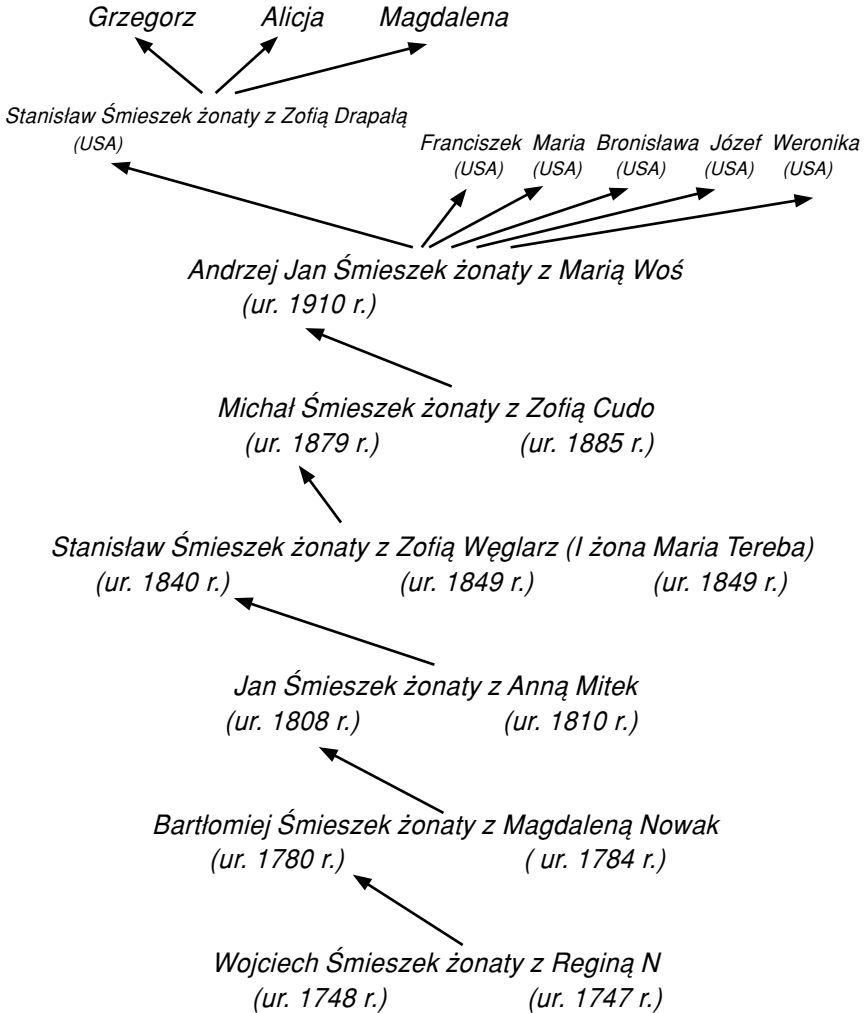 Grzegorz Alicja Magdalena
Stanisław Śmieszek żonaty z Zofią Drapałą
(USA)
Franciszek Maria Bronisława Józef Weronika
(USA) (USA) (USA) (USA) (USA)
Andrzej Jan Śmieszek żonaty z Marią Woś
(ur. 1910 r.)
Michał Śmieszek żonaty z Zofią Cudo
(ur. 1879 r.) (ur. 1885 r.)
Stanisław Śmieszek żonaty z Zofią Węglarz (I żona Maria Tereba)
(ur. 1840 r.) (ur. 1849 r.) (ur. 1849 r.)
Jan Śmieszek żonaty z Anną Mitek
(ur. 1808 r.) (ur. 1810 r.)
Bartłomiej Śmieszek żonaty z Magdaleną Nowak
(ur. 1780 r.) ( ur. 1784 r.)
Wojciech Śmieszek żonaty z Reginą N
(ur. 1748 r.) (ur. 1747 r.)